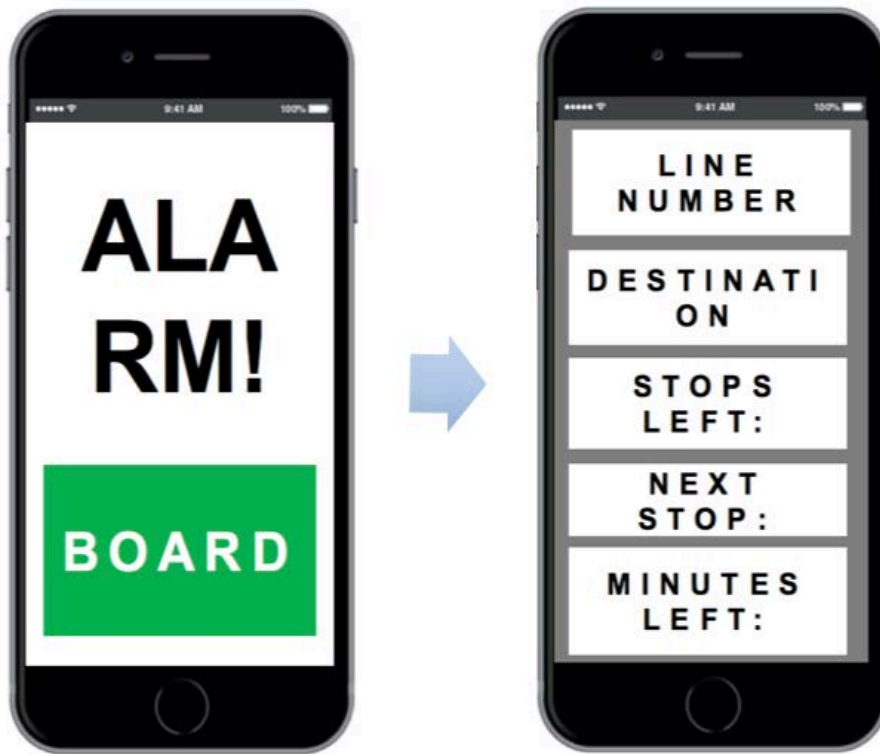 9:41 AM 100%
ALA
RM!
BOARD
9:41 AM 100%
LINE
NUMBER
DESTINATI
ON
STOPS
LEFT:
NEXT
STOP:
MINUTES
LEFT: